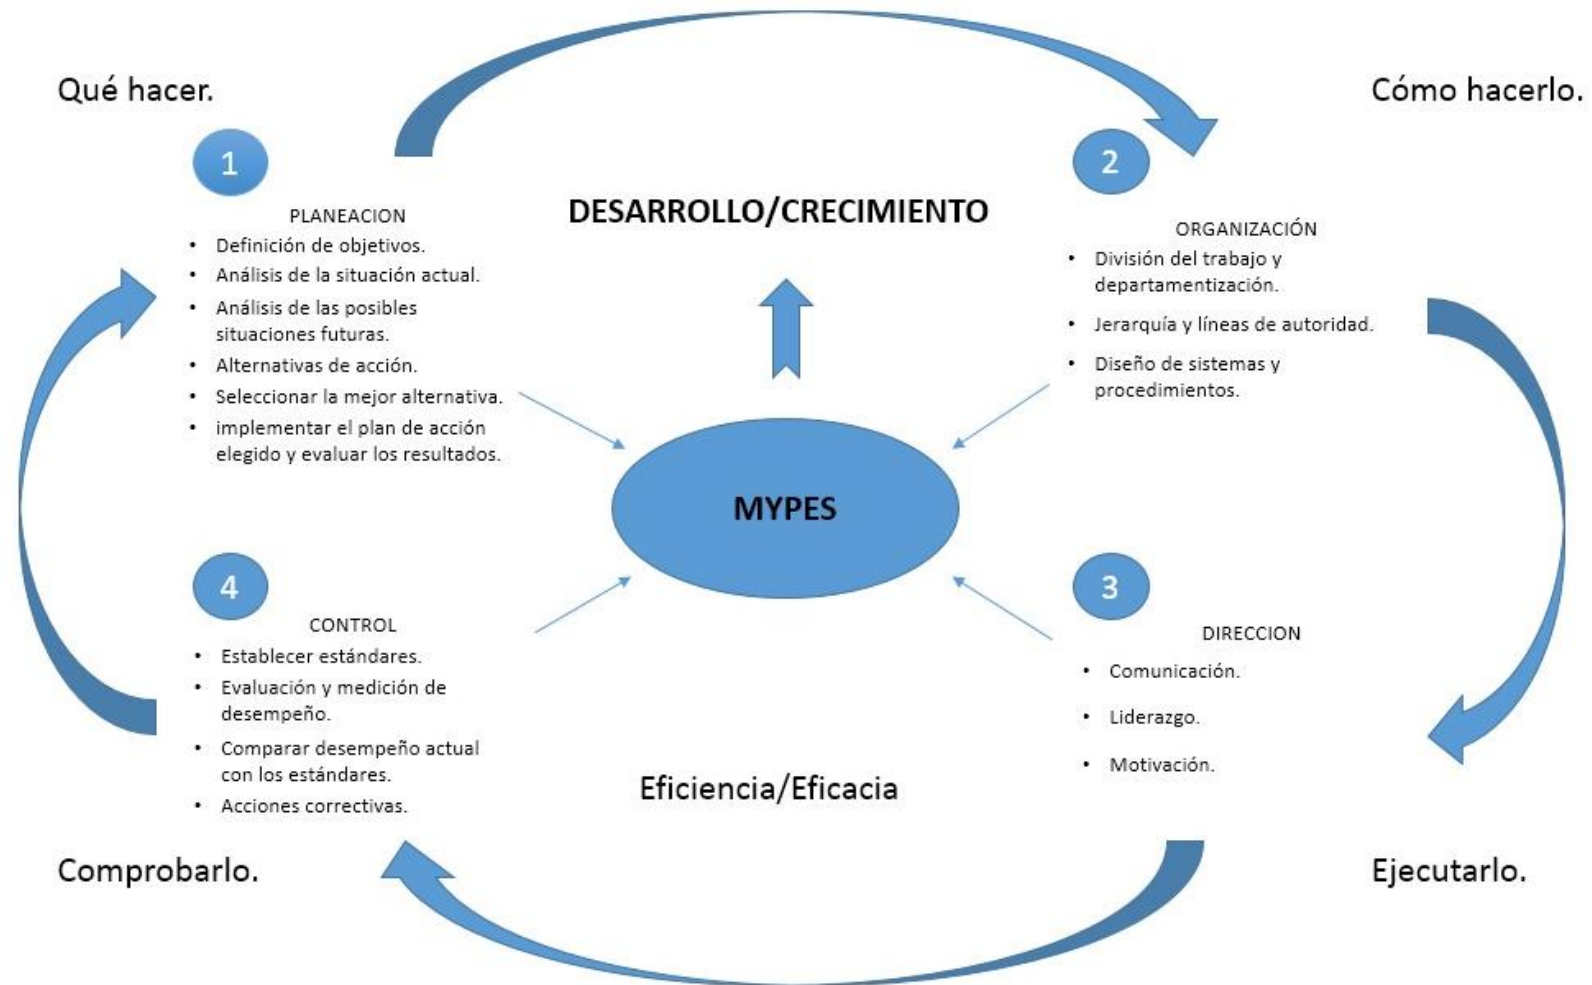 Qué hacer.
Cómo hacerlo.
1
PLANEACION
• Definición de objetivos.
• Análisis de la situación actual.
• Análisis de las posibles
situaciones futuras.
• Alternativas de acción.
• Seleccionar la mejor alternativa.
• implementar el plan de acción
elegido y evaluar los resultados.
DESARROLLO/CRECIMIENTO
2
ORGANIZACIÓN
• División del trabajo y
departamentización.
• Jerarquía y líneas de autoridad.
• Diseño de sistemas y
procedimientos.
MYPES
4
CONTROL
• Establecer estándares.
• Evaluación y medición de
desempeño.
• Comparar desempeño actual
con los estándares.
• Acciones correctivas.
3
DIRECCION
• Comunicación.
• Liderazgo.
• Motivación.
Eficiencia/Eficacia
Comprobarlo.
Ejecutarlo.